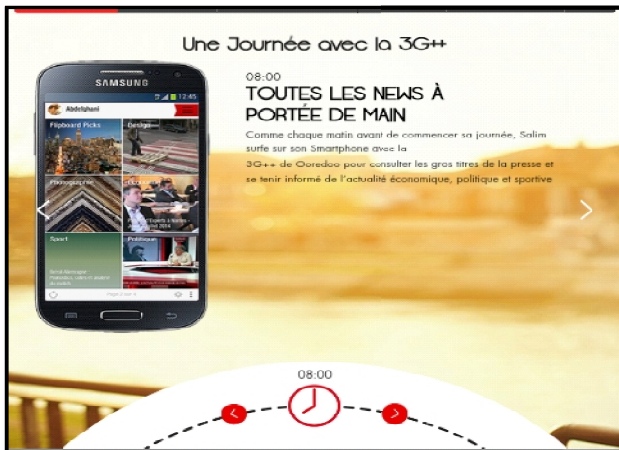 Une Journée avec la 3G++
08:00
TOUTES LES NEWS À
PORTÉE DE MAIN
Comme chaque matin avant de commencer sa journée, Salim
surfe sur son Smartphone avec la
3G++ de Ooredoo pour consulter les gros titres de la presse et
se tenir informé de l'actualité économique, politique et sportive
SAMSUNG
12:45
Abdelghani
Flipboard Picks
Design
Photographie
Sport
Politique
08:00